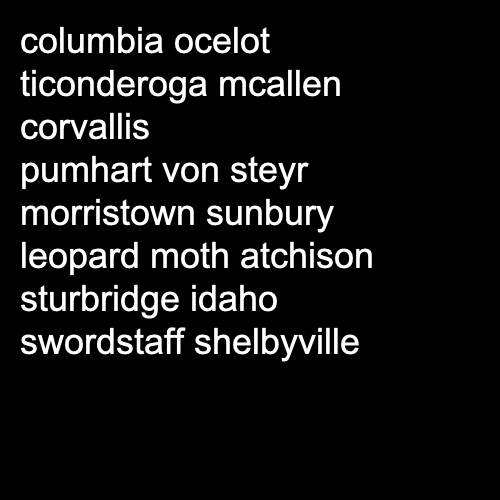 columbia ocelot
ticonderoga mcallen
corvallis
pumhart von steyr
morristown sunbury
leopard moth atchison
sturbridge idaho
swordstaff shelbyville